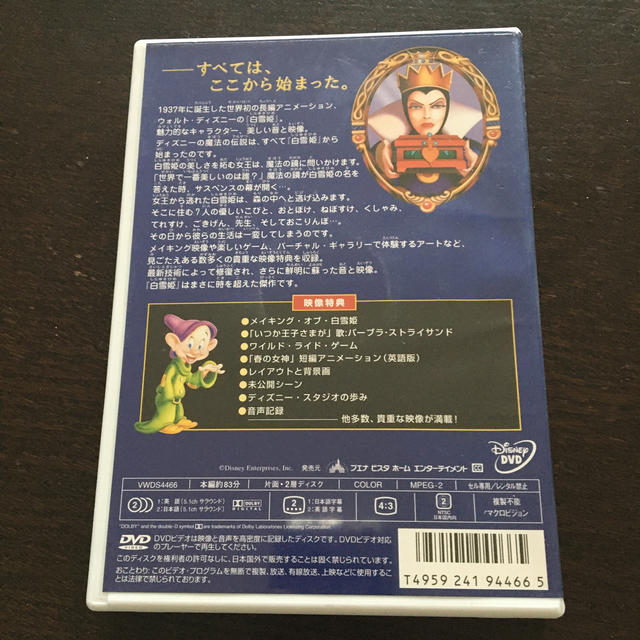 ──すべては、
ここから始まった。
1937年に誕生した世界初の長編アニメーション、
ウォルト・ディズニーの『白雪姫』。
魅力的なキャラクター、美しい音と映像。
ディズニーの魔法の伝説は、すべて『白雪姫』から
始まったのです。
白雪姫の美しさを妬む女王は、魔法の鏡に問いかけます。
「世界で一番美しいのは誰？」魔法の鏡が白雪姫の名を
答えた時、サスペンスの幕が開く…。
女王から逃れた白雪姫は、森の中へと逃げ込みます。
そこに住む7人の優しいこびと、おとぼけ、ねぼすけ、くしゃみ、
てれすけ、ごきげん、先生、そしておこりんぼ…。
その日から彼らの生活は一変してしまうのです。
メイキング映像や楽しいゲーム、バーチャル・ギャラリーで体験するアートなど、
見ごたえある数多くの貴重な映像特典を収録。
最新技術によって修復され、さらに鮮明に蘇った音と映像。
『白雪姫』はまさに時を超えた傑作です。
映像特典
●メイキング・オブ・白雪姫
●「いつか王子さまが」歌:バーブラ・ストライサンド
●ワイルド・ライド・ゲーム
●「春の女神」短編アニメーション(英語版)
●レイアウトと背景画
●未公開シーン
●ディズニー・スタジオの歩み
●音声記録
──他多数、貴重な映像が満載！
Disney
DVD
©Disney Enterprises, Inc. 発売元 ブエナ ビスタ ホーム エンターテイメント
VWDS4466 本編約83分 片面・2層ディスク COLOR MPEG-2 セル専用／レンタル禁止
2 1:英 語(5.1ch サラウンド) 2:日本語(5.1ch サラウンド) DOLBY DIGITAL 2 1:日本語字幕 2:英 語字幕 4:3 2 NTSC 日本国内向 複製不能 マクロビジョン
"DOLBY" and the double-D symbol are trademarks of Dolby Laboratories Licensing Corporation.
DVD VIDEO DVDビデオは映像と音声を高密度に記録したディスクです。DVDビデオ対応
のプレーヤーで再生してください。
このディスクを権利者の許可なしに、日本国外で販売することは固く禁じられています。
おことわり:このビデオ・プログラムを無断で複製、放送、有線放送、上映などに使用すること
は法律で禁じられております。
T4959 241 94466 5